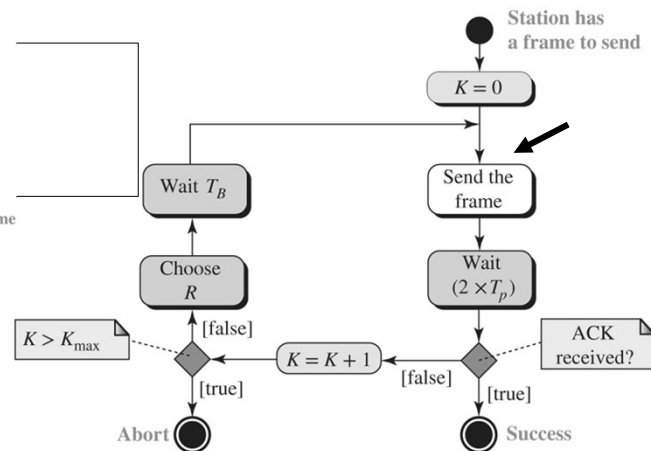 Station has
a frame to send
K = 0
Wait T_B
Send the
frame
me
Choose
R
Wait
(2 × T_p)
[false]
K > K_max
K = K + 1
[false]
ACK
received?
[true]
[true]
Abort
Success